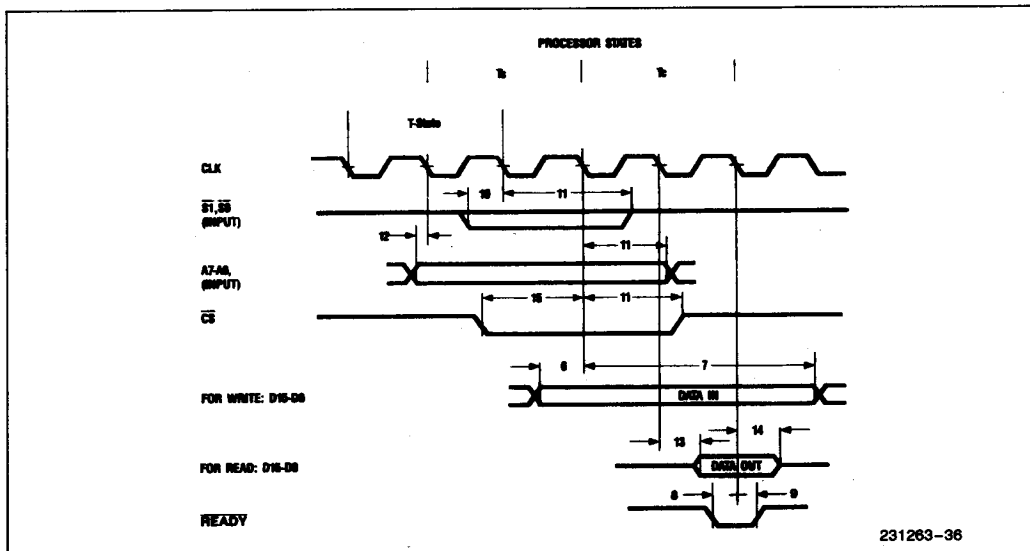 PROCESSOR STATES
Tc Tc
T-State
CLK
10 11
S1,S0
(INPUT)
12
11
A7-A0,
(INPUT)
15 11
CS
6 7
FOR WRITE: D15-D0 DATA IN
14
13
FOR READ: D15-D0 DATA OUT
8 9
READY
231263-36